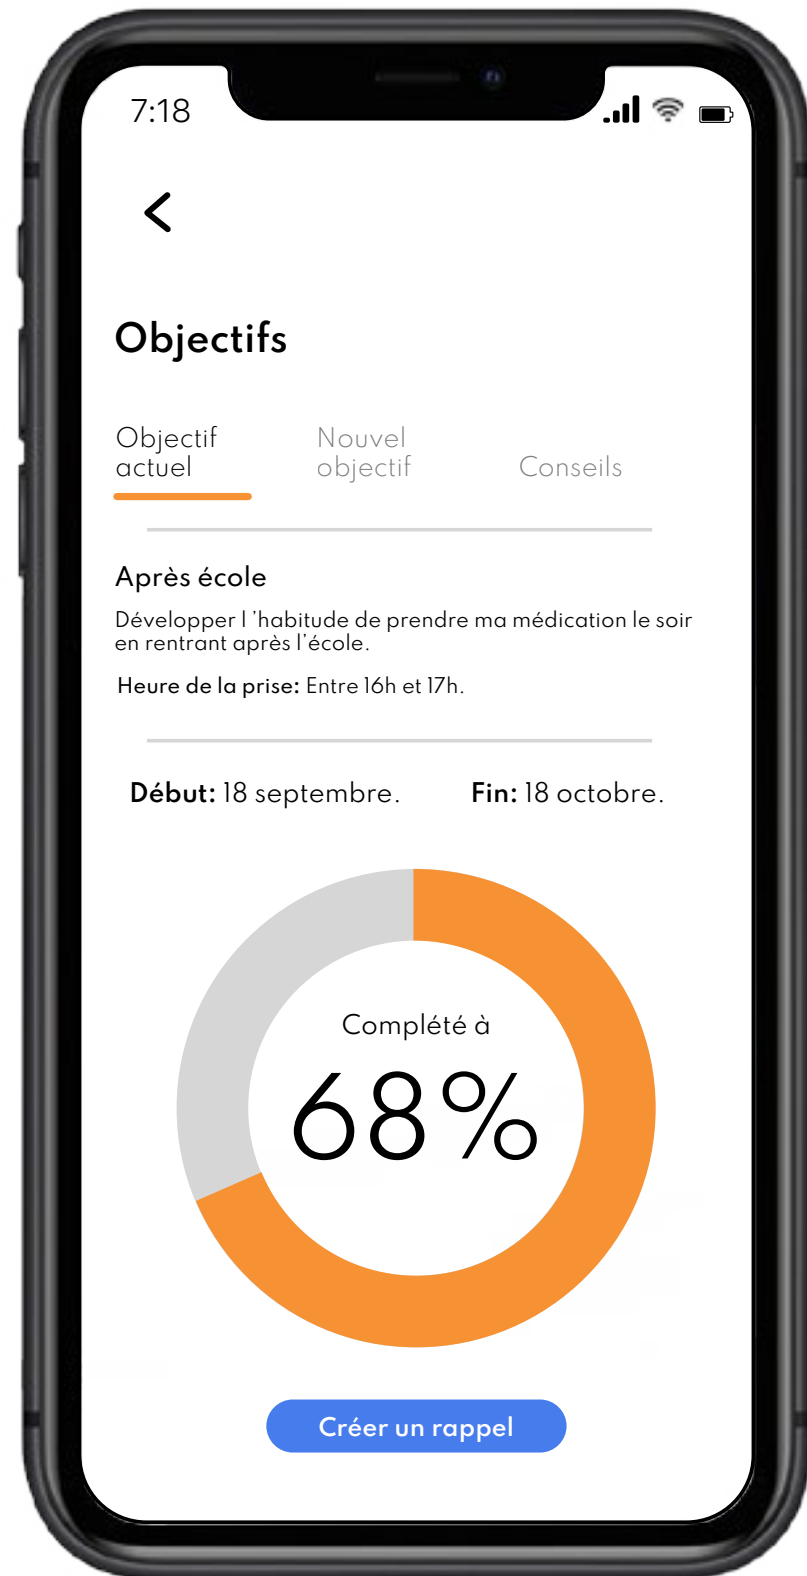 7:18
Objectifs
Objectif
actuel
Nouvel
objectif
Conseils
Après école
Développer l 'habitude de prendre ma médication le soir
en rentrant après l'école.
Heure de la prise: Entre 16h et 17h.
Début: 18 septembre.
Fin: 18 octobre.
Complété à
68%
Créer un rappel